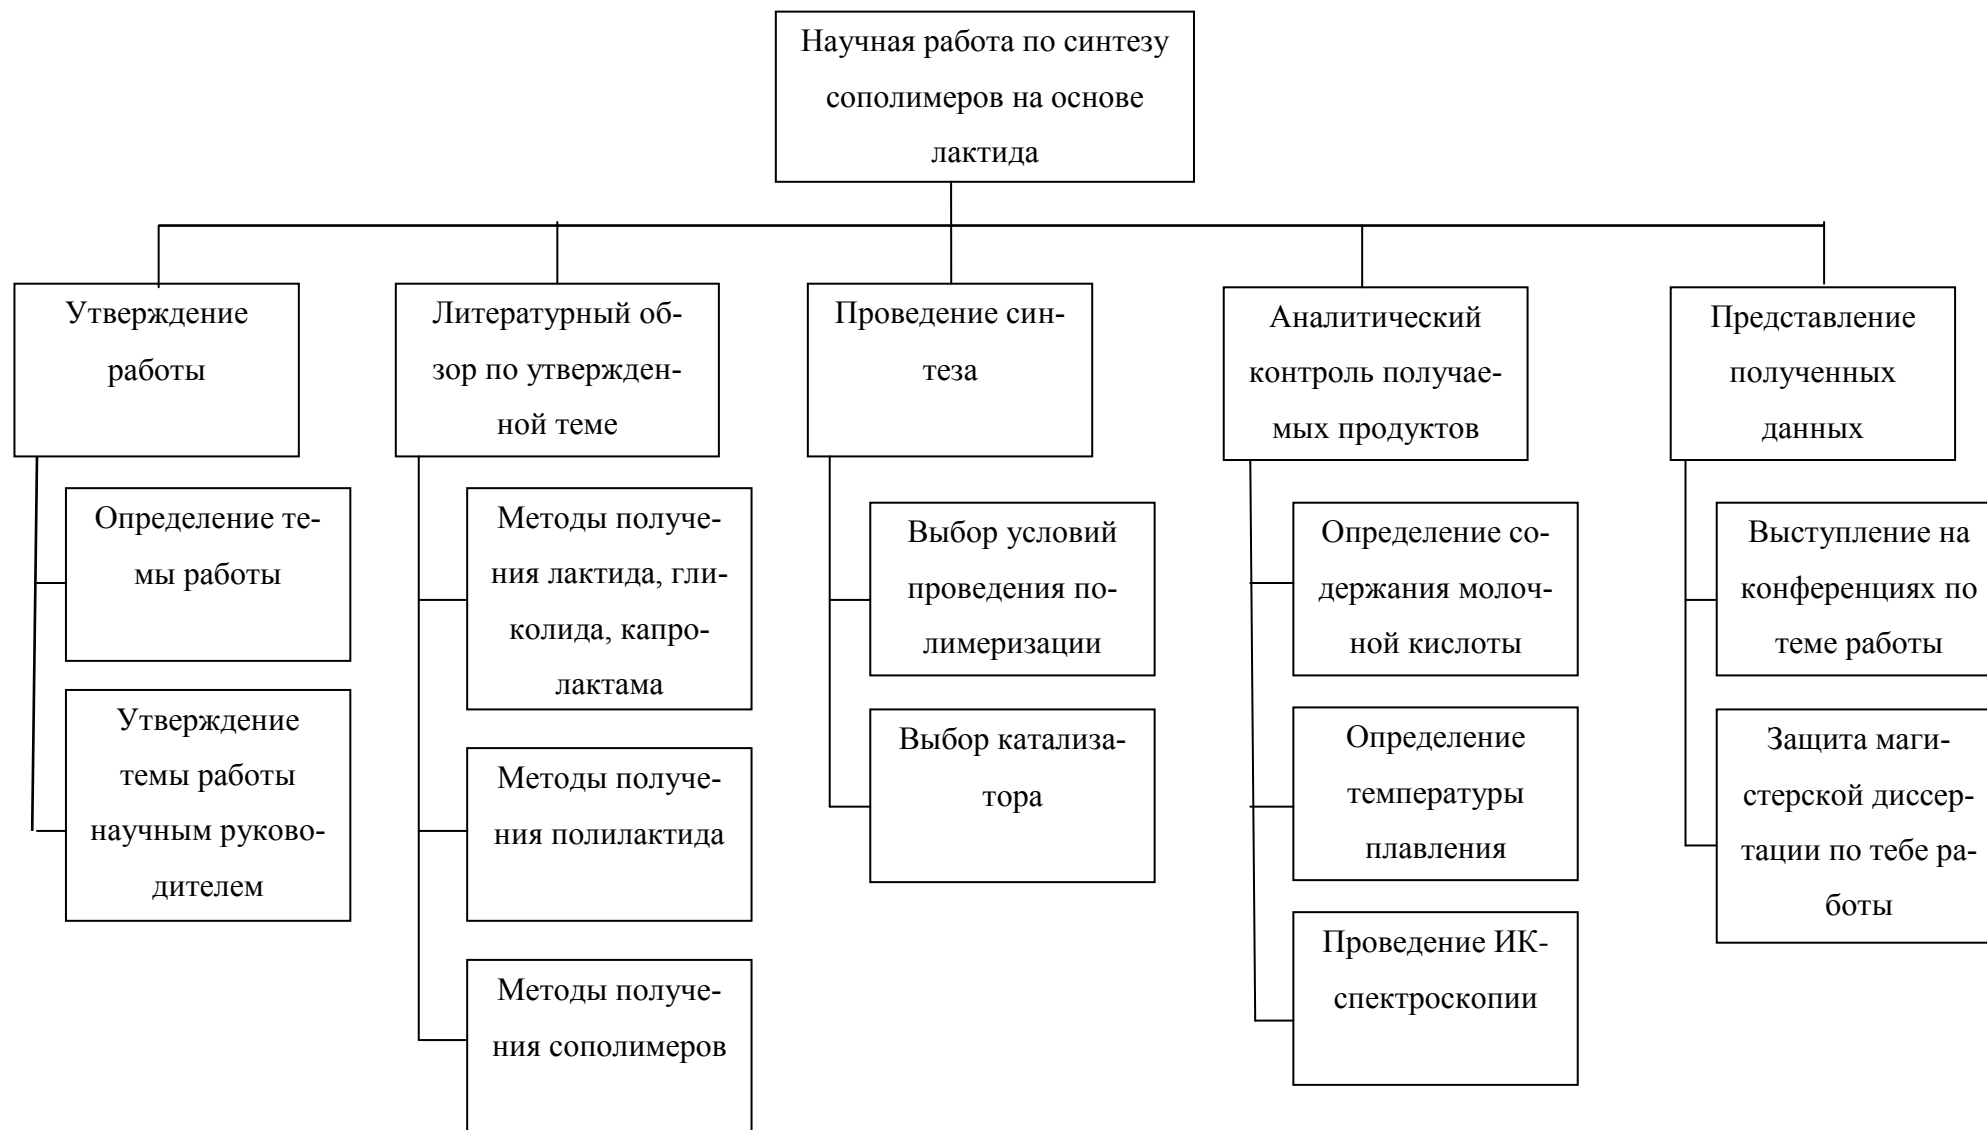 Научная работа по синтезу
сополимеров на основе
лактида
Утверждение
работы
Определение те-
мы работы
Утверждение
темы работы
научным руково-
дителем
Литературный об-
зор по утвержден-
ной теме
Методы получе-
ния лактида, гли-
колида, капро-
лактама
Методы получе-
ния полилактида
Методы получе-
ния сополимеров
Проведение син-
теза
Выбор условий
проведения по-
лимеризации
Выбор катализа-
тора
Аналитический
контроль получае-
мых продуктов
Определение со-
держания молоч-
ной кислоты
Определение
температуры
плавления
Проведение ИК-
спектроскопии
Представление
полученных
данных
Выступление на
конференциях по
теме работы
Защита маги-
стерской диссер-
тации по тебе ра-
боты